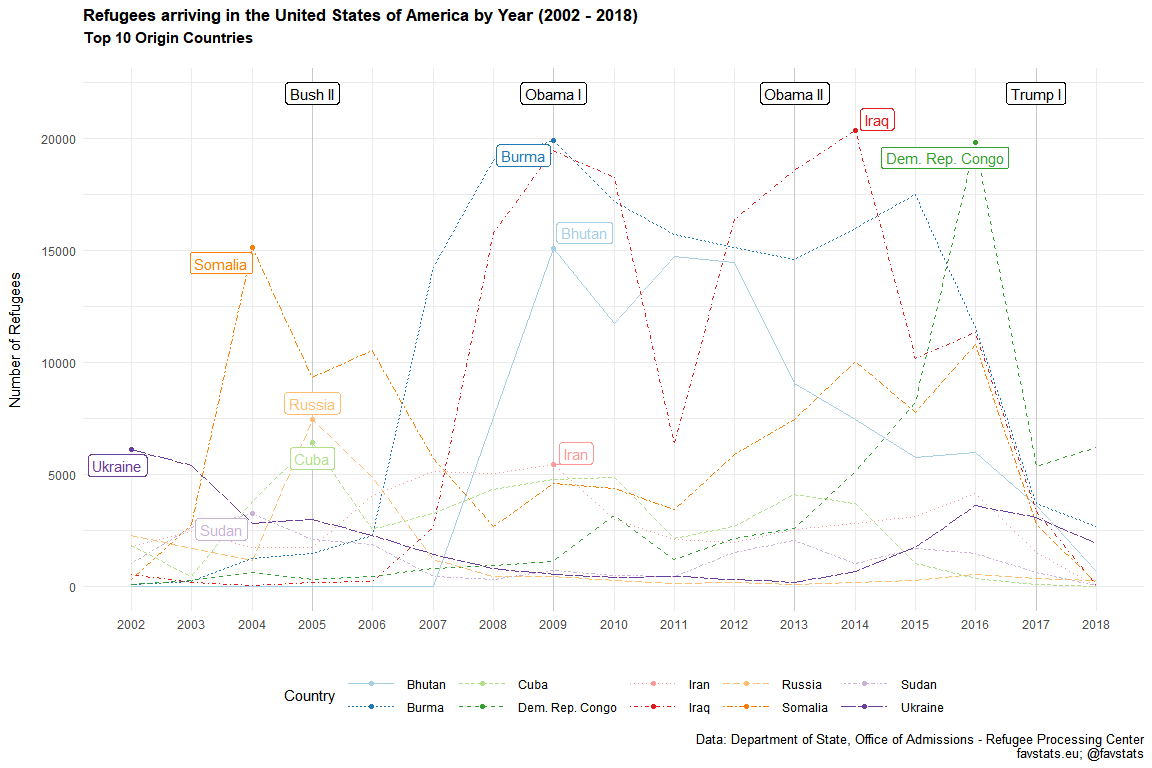 Refugees arriving in the United States of America by Year (2002 - 2018)
Top 10 Origin Countries
Bush II
Obama I
Obama II
Trump I
Iraq
20000
Burma
Dem. Rep. Congo
Bhutan
15000
Somalia
Number of Refugees
10000
Russia
Cuba
Iran
Ukraine
5000
Sudan
0
2002 2003 2004 2005 2006 2007 2008 2009 2010 2011 2012 2013 2014 2015 2016 2017 2018
Country
Bhutan Cuba Iran Russia Sudan
Burma Dem. Rep. Congo Iraq Somalia Ukraine
Data: Department of State, Office of Admissions - Refugee Processing Center
favstats.eu; @favstats